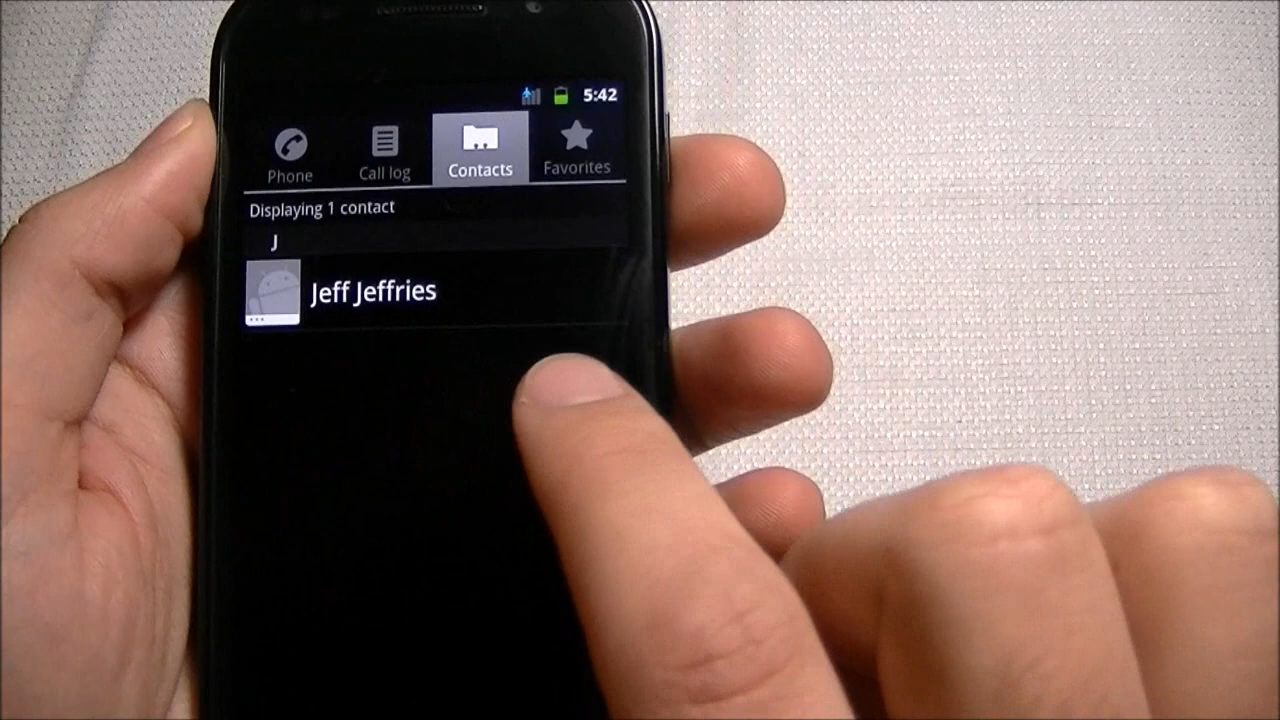 5:42
Phone Call log Contacts Favorites
Displaying 1 contact
J
Jeff Jeffries